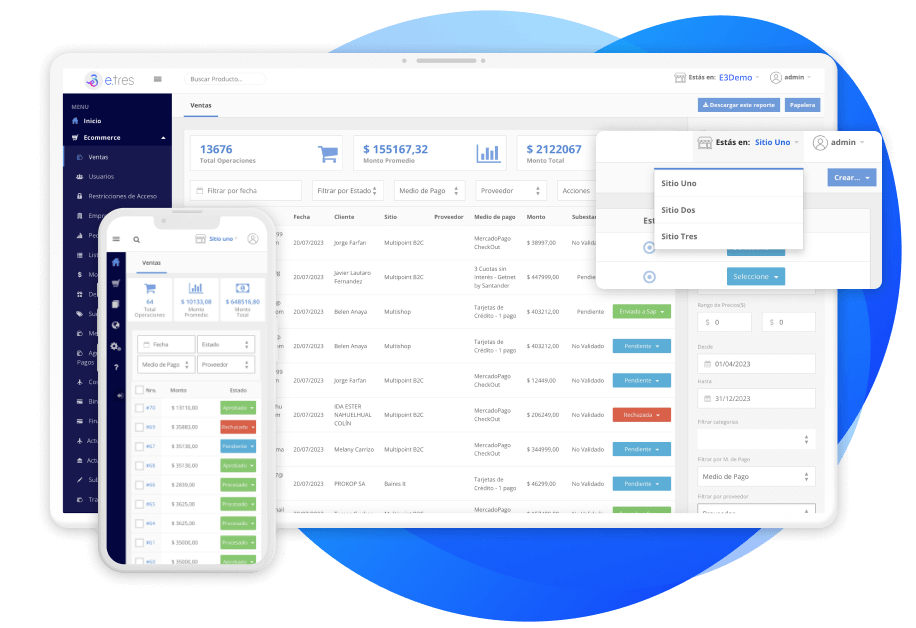 e.tres
Buscar Producto...
Estás en: E3Demo
admin
MENU
Inicio
Ecommerce
Ventas
Usuarios
Restricciones de Acceso
Ventas
Descargar este reporte
Papelera
13676
Total Operaciones
$ 155167,32
Monto Promedio
$ 2122067
Monto Total
Filtrar por fecha
Filtrar por Estado
Medio de Pago
Proveedor
Acciones
Fecha
Cliente
Sitio
Proveedor
Medio de pago
Monto
20/07/2023
Jorge Farfan
Multipoint B2C
MercadoPago
CheckOut
$ 38997,00
No Valida
20/07/2023
Javier Lautaro
Fernandez
Multipoint B2C
3 Cuotas sin
Interés - Getnet
by Santander
$ 447999,00
Pendie
20/07/2023
Belen Anaya
Multishop
Tarjetas de
Crédito - 1 pago
$ 403212,00
Pendiente
Enviado a Sap
20/07/2023
Belen Anaya
Multishop
Tarjetas de
Crédito - 1 pago
$ 403212,00
No Validado
Pendiente
20/07/2023
Jorge Farfan
Multipoint B2C
MercadoPago
CheckOut
$ 12449,00
No Validado
Pendiente
20/07/2023
IDA ESTER
NAHUELHUAL
COLÍN
Multipoint B2C
MercadoPago
CheckOut
$ 206249,00
No Validado
Rechazada
20/07/2023
Melany Carrizo
Multipoint B2C
MercadoPago
CheckOut
$ 344999,00
No Validado
Pendiente
20/07/2023
PROKOP SA
Baires It
Tarjetas de
Crédito - 1 pago
$ 46299,00
No Validado
Pendiente
MercadoPago
Estás en: Sitio Uno
admin
Crear...
Sitio Uno
Sitio Dos
Sitio Tres
Est
Seleccione
Rango de Precios($)
$ 0
$ 0
Desde
01/04/2023
Hasta
31/12/2023
Filtrar categorias
Filtrar por M. de Pago
Medio de Pago
Filtrar por proveedor
Sitio uno
Ventas
64
Total
Operaciones
$ 10133,08
Monto
Promedio
$ 648516,80
Monto
Total
Fecha
Estado
Medio de Pago
Proveedor
Nro.
Monto
Estado
#70
$ 13110,00
Aprobado
#69
$ 35883,00
Rechazado
#67
$ 35130,00
Pendiente
#68
$ 35130,00
Aprobado
#66
$ 2830,00
Procesado
#65
$ 3625,00
Procesado
#64
$ 3625,00
Procesado
#61
$ 35000,00
Procesado
#60
$ 35000,00
Aprobado